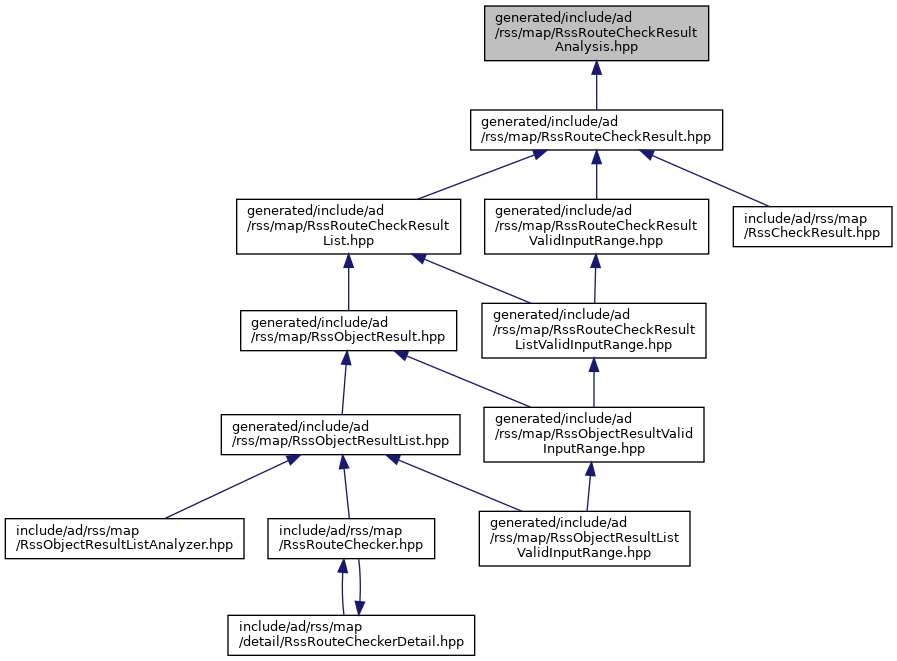 generated/include/ad
/rss/map/RssRouteCheckResult
Analysis.hpp
generated/include/ad
/rss/map/RssRouteCheckResult.hpp
generated/include/ad
/rss/map/RssRouteCheckResult
List.hpp
generated/include/ad
/rss/map/RssRouteCheckResult
ValidInputRange.hpp
include/ad/rss/map
/RssCheckResult.hpp
generated/include/ad
/rss/map/RssObjectResult.hpp
generated/include/ad
/rss/map/RssRouteCheckResult
ListValidInputRange.hpp
generated/include/ad
/rss/map/RssObjectResultList.hpp
generated/include/ad
/rss/map/RssObjectResultValid
InputRange.hpp
include/ad/rss/map
/RssObjectResultListAnalyzer.hpp
include/ad/rss/map
/RssRouteChecker.hpp
generated/include/ad
/rss/map/RssObjectResultList
ValidInputRange.hpp
include/ad/rss/map
/detail/RssRouteCheckerDetail.hpp